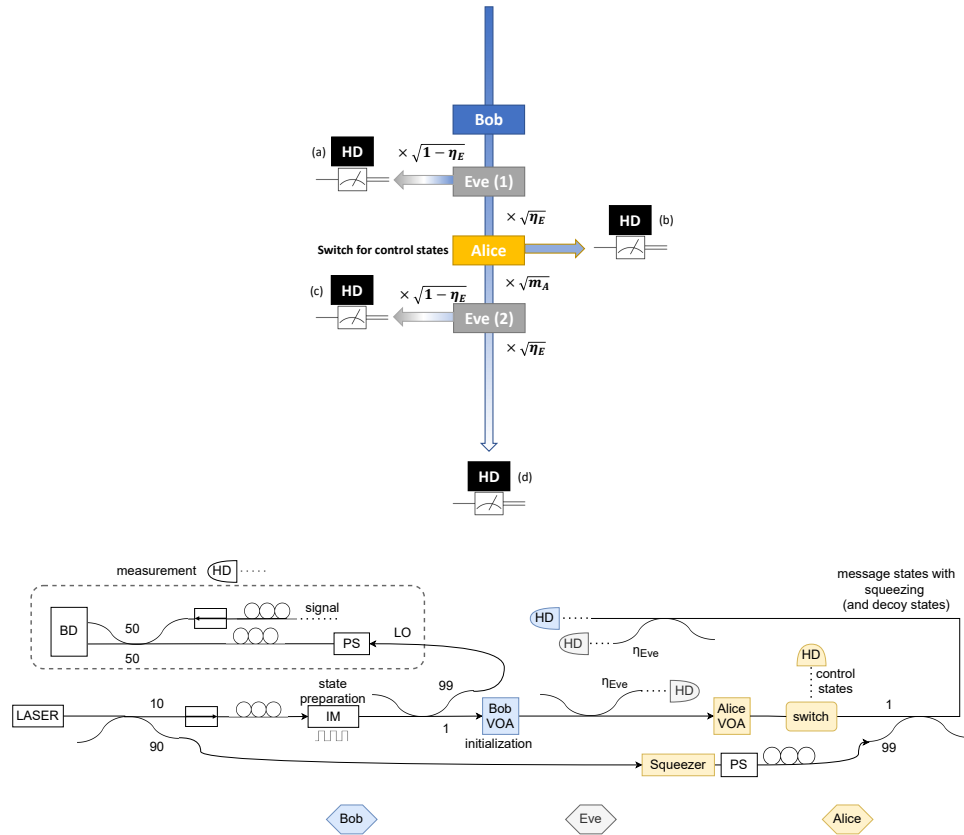 Bob
(a)
HD
× √1 − η_E
Eve (1)
HD
(b)
× √η_E
Switch for control states
Alice
(c)
HD
× √1 − η_E
× √m_A
Eve (2)
× √η_E
HD
(d)
measurement
HD
message states with
squeezing
(and decoy states)
signal
BD
50
50
PS
LO
HD
HD
ηEve
HD
control
states
state
preparation
99
ηEve
HD
LASER
10
IM
1
Bob
VOA
initialization
Alice
VOA
switch
1
90
99
Squeezer
PS
Bob
Eve
Alice